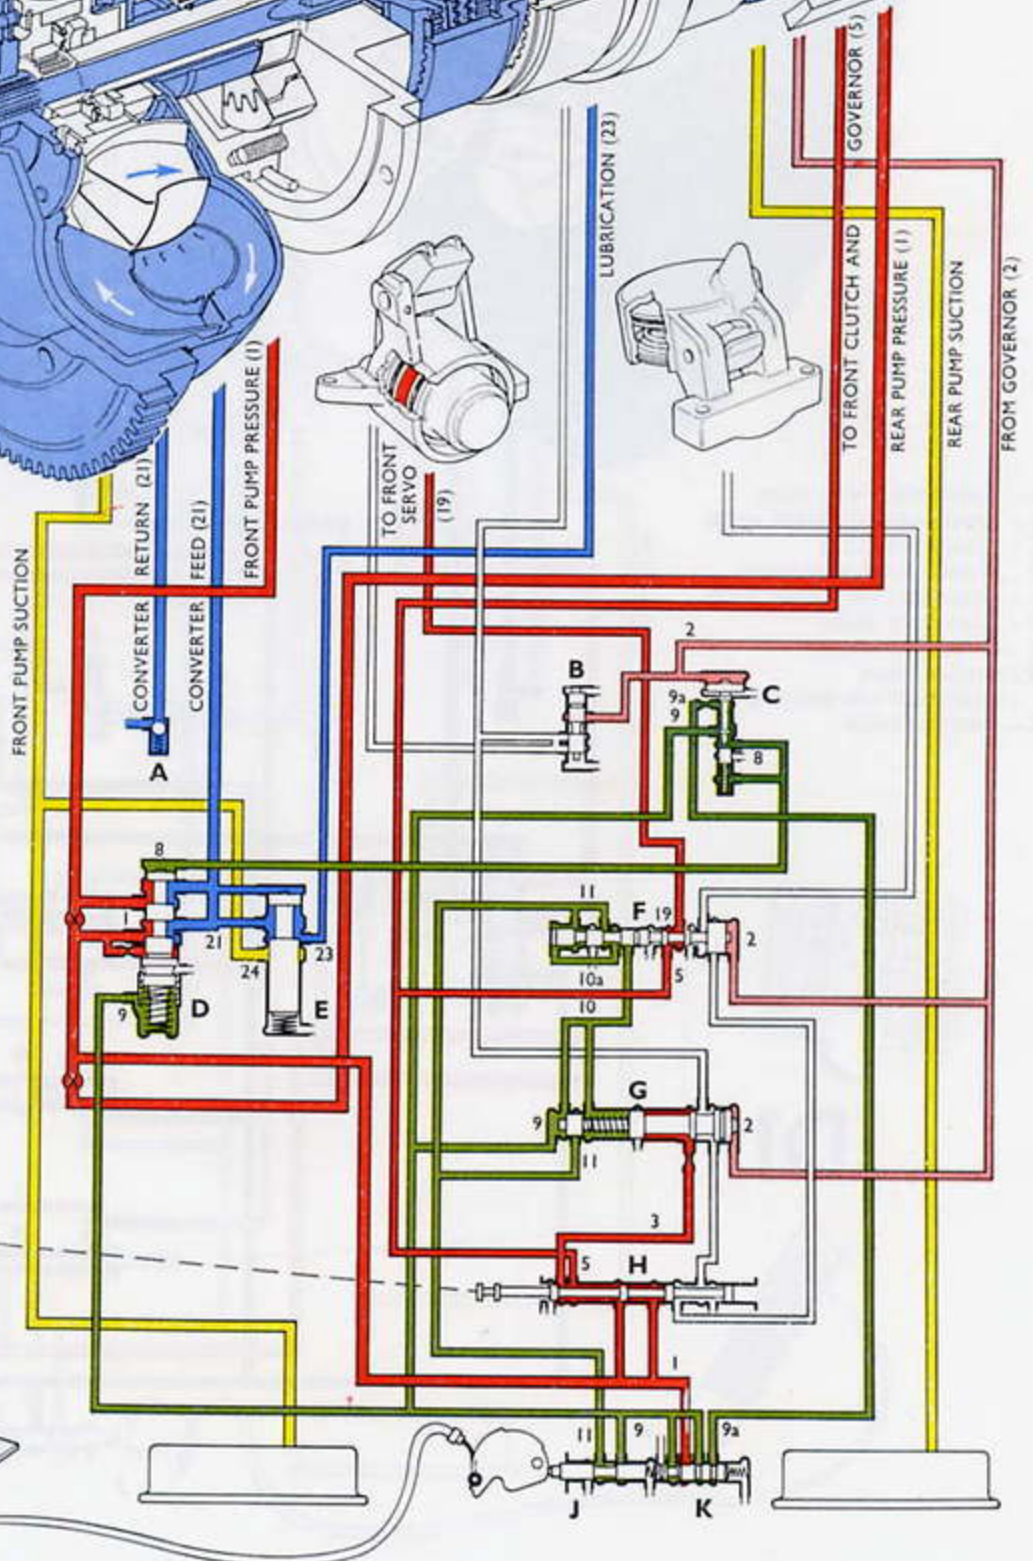 GOVERNOR (5)
LUBRICATION (23)
TO FRONT CLUTCH AND
REAR PUMP PRESSURE (1)
REAR PUMP SUCTION
FROM GOVERNOR (2)
FRONT PUMP SUCTION
CONVERTER RETURN (21)
CONVERTER FEED (21)
FRONT PUMP PRESSURE (1)
TO FRONT
SERVO
(19)
2
B
9a
C
9
8
A
8
11
F
19
1
2
21
23
24
10a
5
9
D
E
10
G
9
2
11
3
5
H
1
11
9
9a
J
K